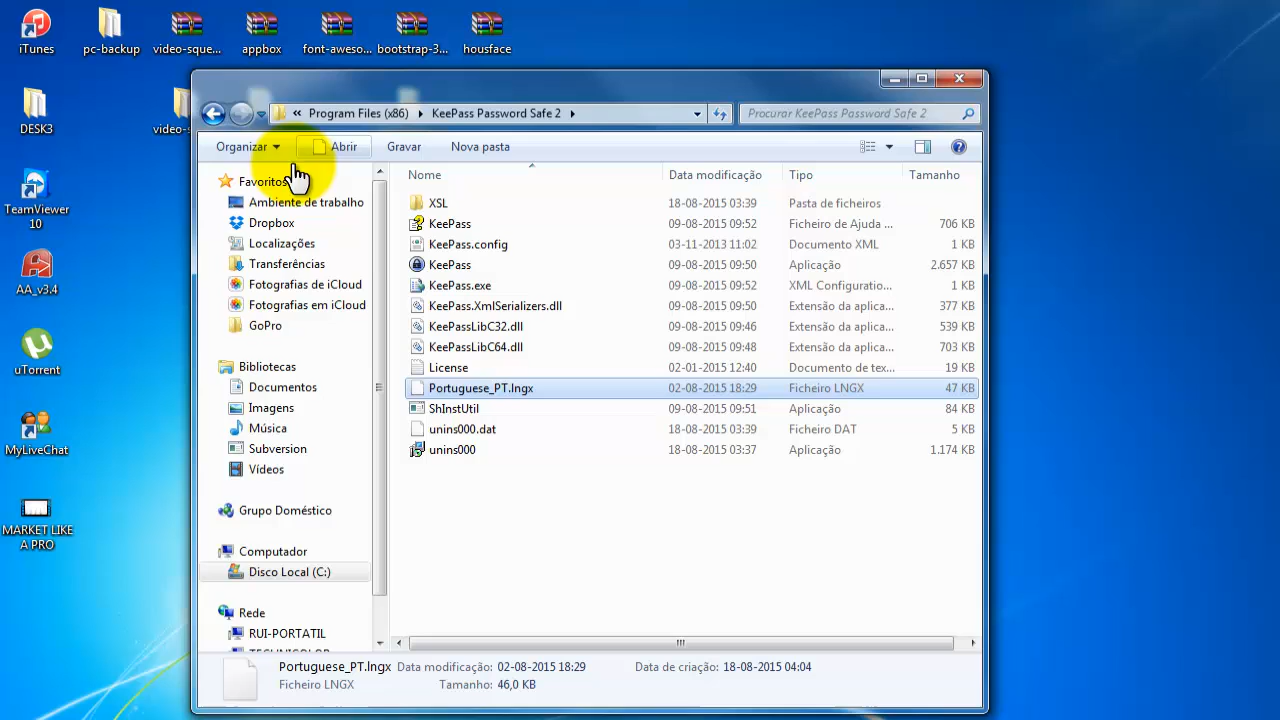 iTunes
pc-backup
video-sque...
appbox
font-aweso...
bootstrap-3...
housface
DESK3
video-s
TeamViewer
10
AA_v3.4
uTorrent
MyLiveChat
MARKET LIKE
A PRO
« Program Files (x86) KeePass Password Safe 2
Procurar KeePass Password Safe 2
Organizar Abrir Gravar Nova pasta
Favoritos
Ambiente de trabalho
Dropbox
Localizações
Transferências
Fotografias de iCloud
Fotografias em iCloud
GoPro
Bibliotecas
Documentos
Imagens
Música
Subversion
Vídeos
Grupo Doméstico
Computador
Disco Local (C:)
Rede
RUI-PORTATIL
Nome Data modificação Tipo Tamanho
XSL 18-08-2015 03:39 Pasta de ficheiros
KeePass 09-08-2015 09:52 Ficheiro de Ajuda ... 706 KB
KeePass.config 03-11-2013 11:02 Documento XML 1 KB
KeePass 09-08-2015 09:50 Aplicação 2.657 KB
KeePass.exe 09-08-2015 09:52 XML Configuratio... 1 KB
KeePass.XmlSerializers.dll 09-08-2015 09:50 Extensão da aplica... 377 KB
KeePassLibC32.dll 09-08-2015 09:46 Extensão da aplica... 539 KB
KeePassLibC64.dll 09-08-2015 09:48 Extensão da aplica... 703 KB
License 02-01-2015 12:40 Documento de tex... 19 KB
Portuguese_PT.lngx 02-08-2015 18:29 Ficheiro LNGX 47 KB
ShInstUtil 09-08-2015 09:51 Aplicação 84 KB
unins000.dat 18-08-2015 03:39 Ficheiro DAT 5 KB
unins000 18-08-2015 03:37 Aplicação 1.174 KB
Portuguese_PT.lngx Data modificação: 02-08-2015 18:29 Data de criação: 18-08-2015 04:04
Ficheiro LNGX Tamanho: 46,0 KB